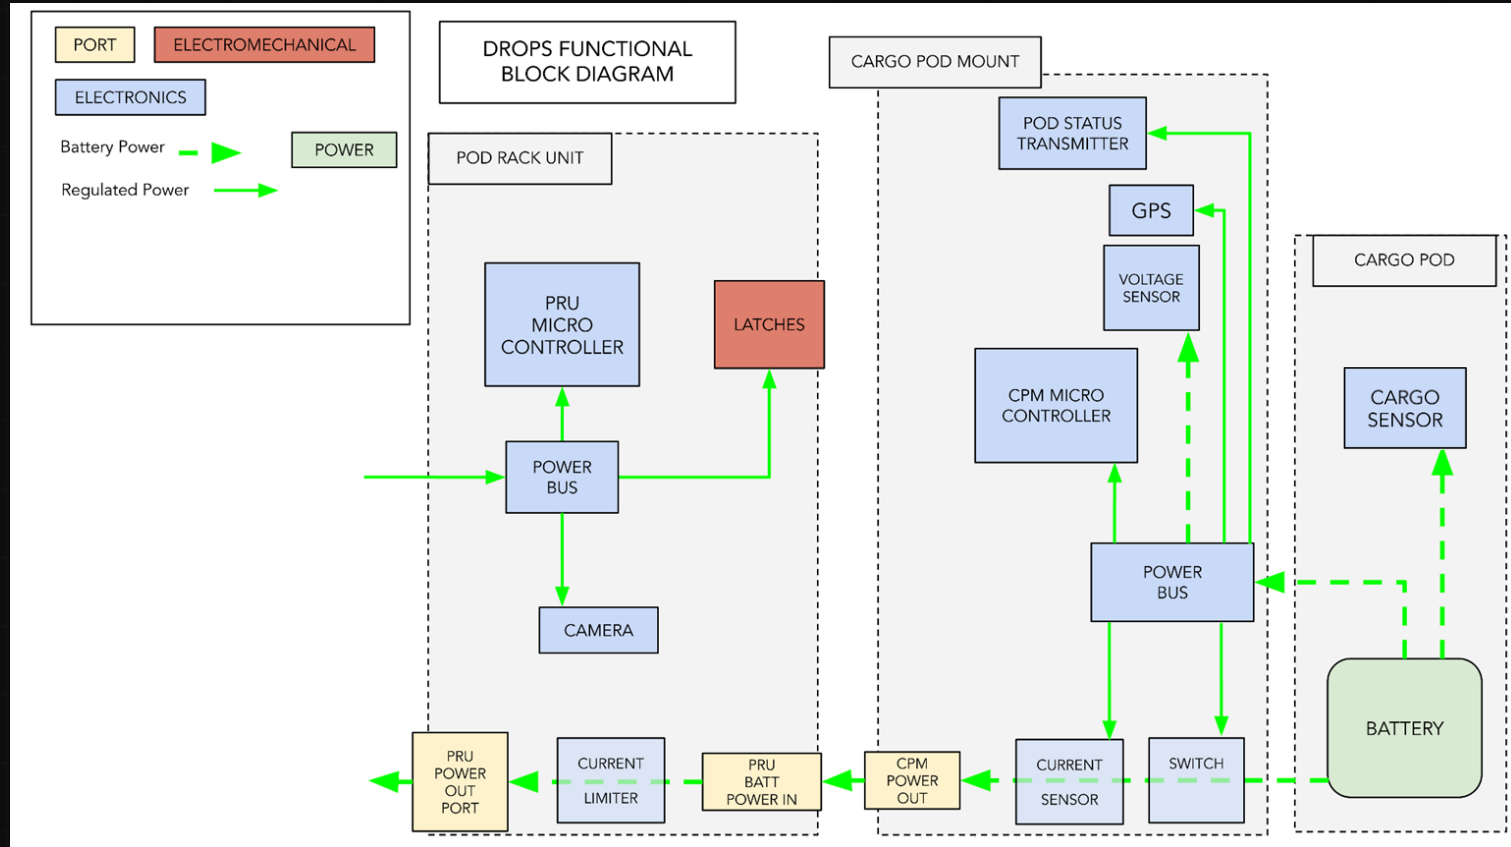 PORT
ELECTROMECHANICAL
ELECTRONICS
Battery Power
POWER
Regulated Power
DROPS FUNCTIONAL
BLOCK DIAGRAM
POD RACK UNIT
PRU
MICRO
CONTROLLER
LATCHES
POWER
BUS
CAMERA
PRU
POWER
OUT
PORT
CURRENT
LIMITER
PRU
BATT
POWER IN
CARGO POD MOUNT
POD STATUS
TRANSMITTER
GPS
VOLTAGE
SENSOR
CPM MICRO
CONTROLLER
POWER
BUS
CPM
POWER
OUT
CURRENT
SENSOR
SWITCH
CARGO POD
CARGO
SENSOR
BATTERY